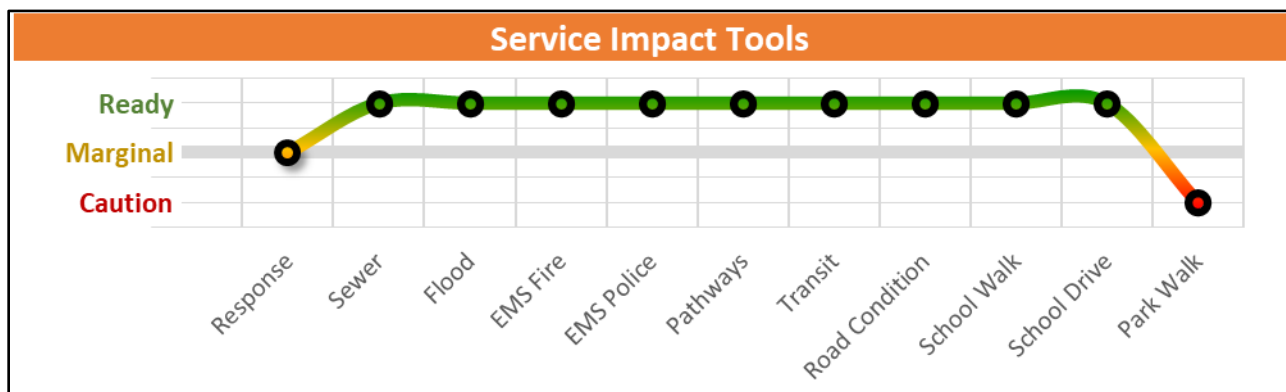 Service Impact Tools
Ready
Marginal
Caution
Response
Sewer
Flood
EMS Fire
EMS Police
Pathways
Transit
Road Condition
School Walk
School Drive
Park Walk